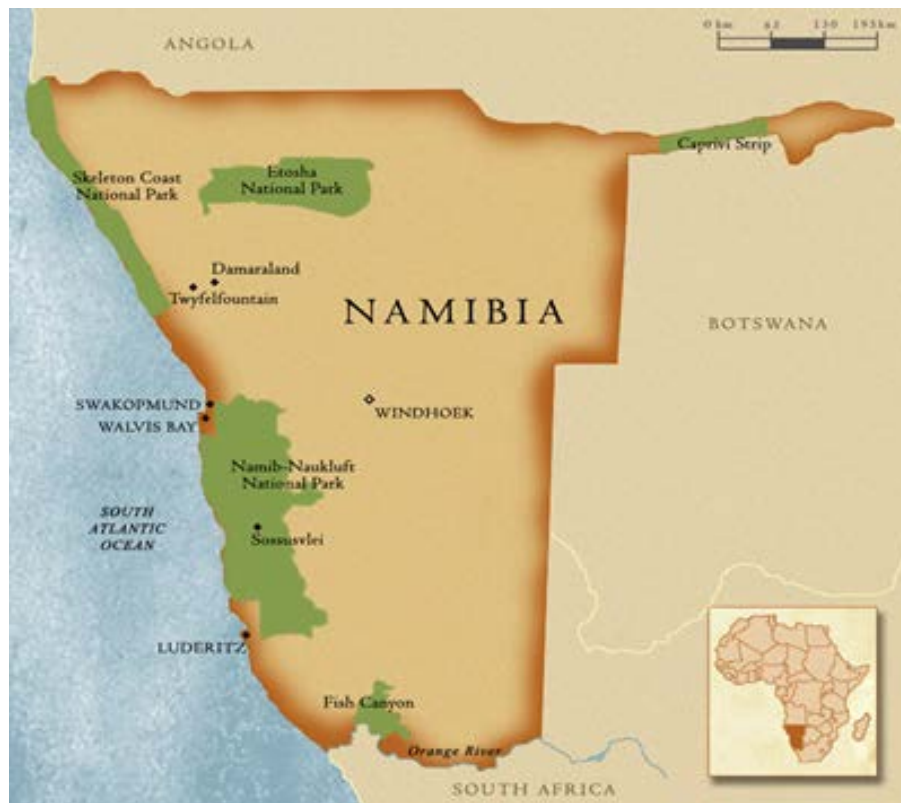 0 km 65 130 195km
ANGOLA
Caprivi Strip
Skeleton Coast
National Park
Etosha
National Park
Damaraland
Twyfelfountain
NAMIBIA
BOTSWANA
SWAKOPMUND
WALVIS BAY
WINDHOEK
Namib-Naukluft
National Park
SOUTH
ATLANTIC
OCEAN
Sossusvlei
LUDERITZ
Fish Canyon
Orange River
SOUTH AFRICA